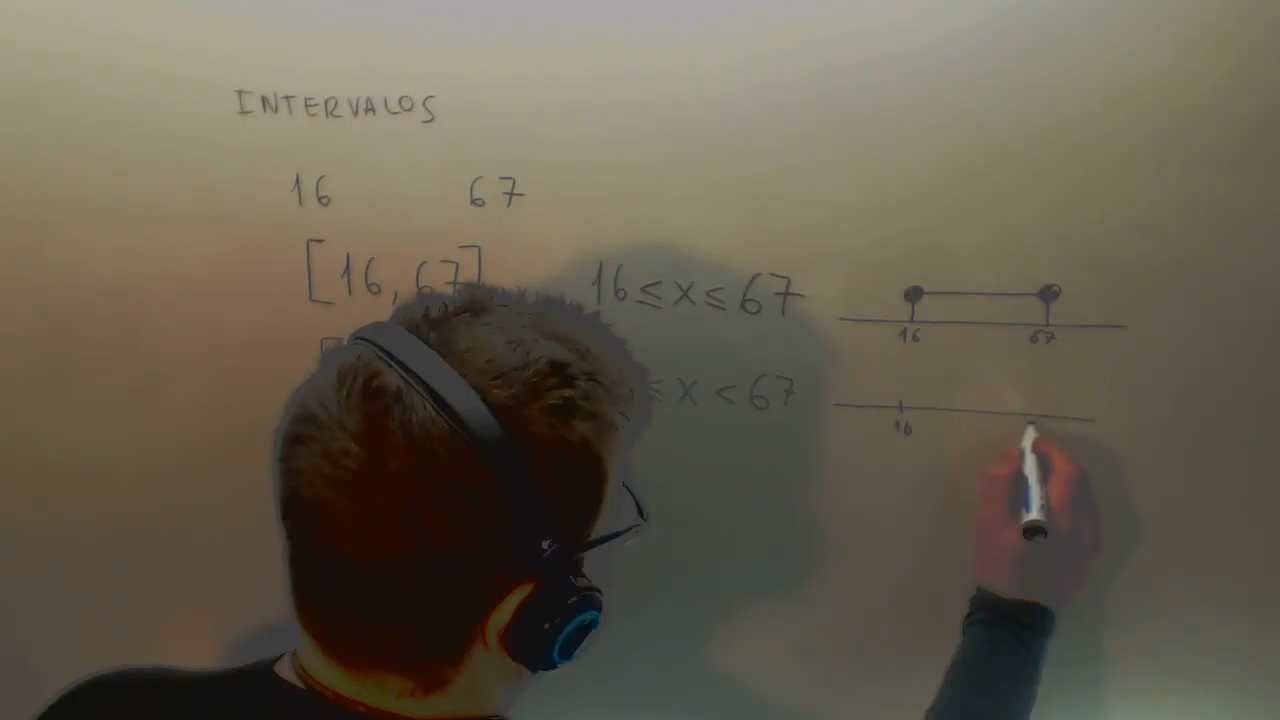 INTERVALOS
16 67
[16, 67] 16 ≤ x ≤ 67
16 67
≤ x < 67
16